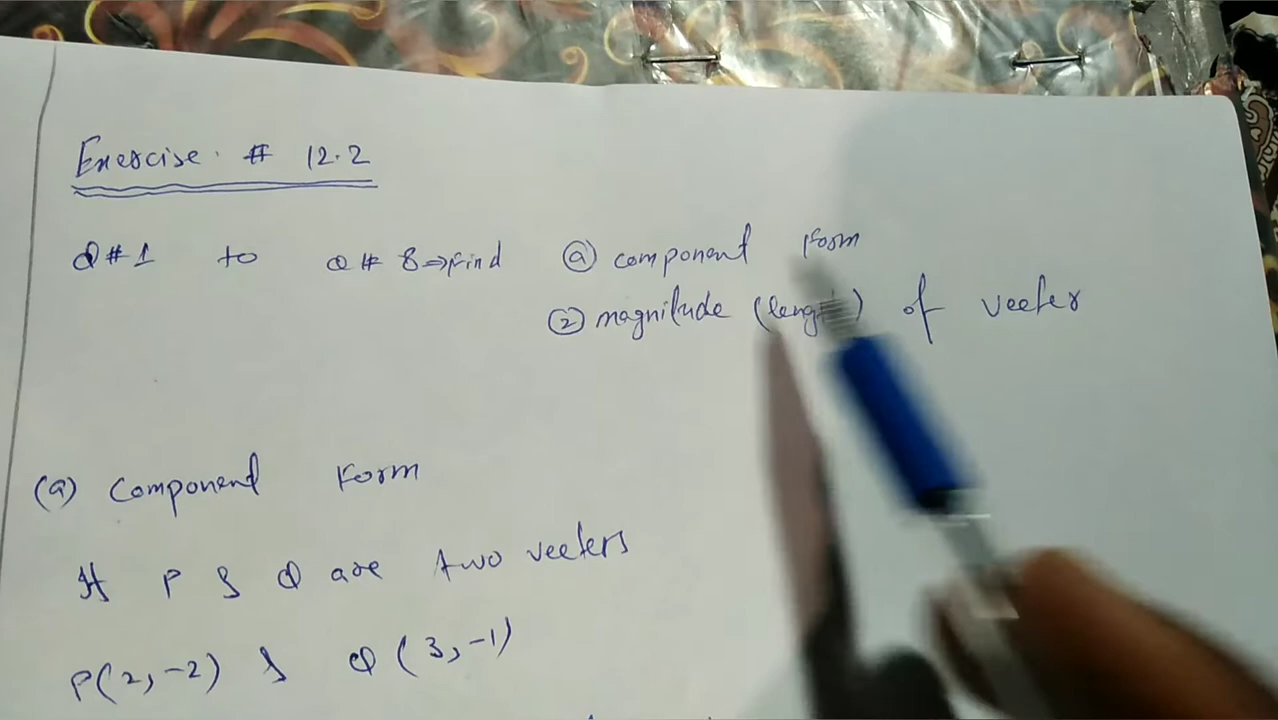 Exercise # 12.2
Q#1 to Q# 8⇒Find ⓐ component Form
② magnitude (length) of vector
(a) Component Form
If P & Q are two vectors
P(2,-2) & Q(3,-1)